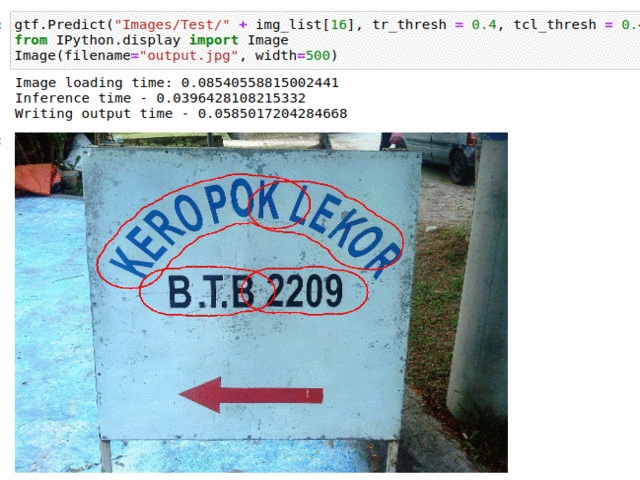 gtf.Predict("Images/Test/" + img_list[16], tr_thresh = 0.4, tcl_thresh = 0.4
from IPython.display import Image
Image(filename="output.jpg", width=500)
Image loading time: 0.08540558815002441
Inference time - 0.0396428108215332
Writing output time - 0.0585017204284668
KEROPOK LEKOR
B.T.B 2209